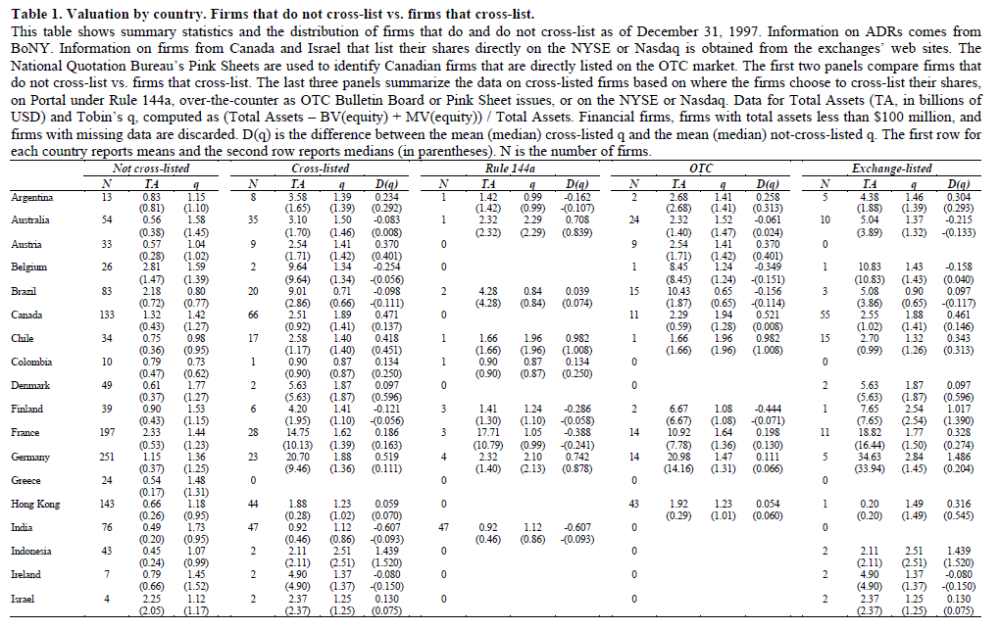 Table 1. Valuation by country. Firms that do not cross-list vs. firms that cross-list.
This table shows summary statistics and the distribution of firms that do and do not cross-list as of December 31, 1997. Information on ADRs comes from
BoNY. Information on firms from Canada and Israel that list their shares directly on the NYSE or Nasdaq is obtained from the exchanges' web sites. The
National Quotation Bureau's Pink Sheets are used to identify Canadian firms that are directly listed on the OTC market. The first two panels compare firms that
do not cross-list vs. firms that cross-list. The last three panels summarize the data on cross-listed firms based on where the firms choose to cross-list their shares,
on Portal under Rule 144a, over-the-counter as OTC Bulletin Board or Pink Sheet issues, or on the NYSE or Nasdaq. Data for Total Assets (TA, in billions of
USD) and Tobin's q, computed as (Total Assets – BV(equity) + MV(equity)) / Total Assets. Financial firms, firms with total assets less than $100 million, and
firms with missing data are discarded. D(q) is the difference between the mean (median) cross-listed q and the mean (median) not-cross-listed q. The first row for
each country reports means and the second row reports medians (in parentheses). N is the number of firms.
Not cross-listed Cross-listed Rule 144a OTC Exchange-listed
N TA q N TA q D(q) N TA q D(q) N TA q D(q) N TA q D(q)
Argentina 13 0.83 1.15 8 3.58 1.39 0.234 1 1.42 0.99 -0.162 2 2.68 1.41 0.258 5 4.38 1.46 0.304
(0.81) (1.10) (1.65) (1.39) (0.292) (1.42) (0.99) -(0.107) (2.68) (1.41) (0.313) (1.88) (1.39) (0.293)
Australia 54 0.56 1.58 35 3.10 1.50 -0.083 1 2.32 2.29 0.708 24 2.32 1.52 -0.061 10 5.04 1.37 -0.215
(0.38) (1.45) (1.70) (1.46) (0.008) (2.32) (2.29) (0.839) (1.40) (1.47) (0.024) (3.89) (1.32) -(0.133)
Austria 33 0.57 1.04 9 2.54 1.41 0.370 0 9 2.54 1.41 0.370 0
(0.28) (1.02) (1.71) (1.42) (0.401) (1.71) (1.42) (0.401)
Belgium 26 2.81 1.59 2 9.64 1.34 -0.254 0 1 8.45 1.24 -0.349 1 10.83 1.43 -0.158
(1.47) (1.39) (9.64) (1.34) -(0.056) (8.45) (1.24) -(0.151) (10.83) (1.43) (0.040)
Brazil 83 2.18 0.80 20 9.01 0.71 -0.098 2 4.28 0.84 0.039 15 10.43 0.65 -0.156 3 5.08 0.90 0.097
(0.72) (0.77) (2.86) (0.66) -(0.111) (4.28) (0.84) (0.074) (1.87) (0.65) -(0.114) (3.86) (0.65) -(0.117)
Canada 133 1.32 1.42 66 2.51 1.89 0.471 0 11 2.29 1.94 0.521 55 2.55 1.88 0.461
(0.43) (1.27) (0.92) (1.41) (0.137) (0.59) (1.28) (0.008) (1.02) (1.41) (0.146)
Chile 34 0.75 0.98 17 2.58 1.40 0.418 1 1.66 1.96 0.982 1 1.66 1.96 0.982 15 2.70 1.32 0.343
(0.36) (0.95) (1.17) (1.40) (0.451) (1.66) (1.96) (1.008) (1.66) (1.96) (1.008) (0.99) (1.26) (0.313)
Colombia 10 0.79 0.73 1 0.90 0.87 0.134 1 0.90 0.87 0.134 0 0
(0.47) (0.62) (0.90) (0.87) (0.250) (0.90) (0.87) (0.250)
Denmark 49 0.61 1.77 2 5.63 1.87 0.097 0 0 2 5.63 1.87 0.097
(0.37) (1.27) (5.63) (1.87) (0.596) (5.63) (1.87) (0.596)
Finland 39 0.90 1.53 6 4.20 1.41 -0.121 3 1.41 1.24 -0.286 2 6.67 1.08 -0.444 1 7.65 2.54 1.017
(0.43) (1.15) (1.95) (1.10) -(0.056) (1.30) (1.10) -(0.058) (6.67) (1.08) -(0.071) (7.65) (2.54) (1.390)
France 197 2.33 1.44 28 14.75 1.62 0.186 3 17.71 1.05 -0.388 14 10.92 1.64 0.198 11 18.82 1.77 0.328
(0.53) (1.23) (10.13) (1.39) (0.163) (10.79) (0.99) -(0.241) (7.78) (1.36) (0.130) (16.44) (1.50) (0.274)
Germany 251 1.15 1.36 23 20.70 1.88 0.519 4 2.32 2.10 0.742 14 20.98 1.47 0.111 5 34.63 2.84 1.486
(0.37) (1.25) (9.46) (1.36) (0.111) (1.40) (2.13) (0.878) (14.16) (1.31) (0.066) (33.94) (1.45) (0.204)
Greece 24 0.54 1.48 0 0 0 0
(0.17) (1.31)
Hong Kong 143 0.66 1.18 44 1.88 1.23 0.059 0 43 1.92 1.23 0.054 1 0.20 1.49 0.316
(0.26) (0.95) (0.28) (1.02) (0.070) (0.29) (1.01) (0.060) (0.20) (1.49) (0.545)
India 76 0.49 1.73 47 0.92 1.12 -0.607 47 0.92 1.12 -0.607 0 0
(0.20) (0.95) (0.46) (0.86) -(0.093) (0.46) (0.86) -(0.093)
Indonesia 43 0.45 1.07 2 2.11 2.51 1.439 0 0 2 2.11 2.51 1.439
(0.24) (0.99) (2.11) (2.51) (1.520) (2.11) (2.51) (1.520)
Ireland 7 0.79 1.45 2 4.90 1.37 -0.080 0 0 2 4.90 1.37 -0.080
(0.66) (1.52) (4.90) (1.37) -(0.150) (4.90) (1.37) -(0.150)
Israel 4 2.25 1.12 2 2.37 1.25 0.130 0 0 2 2.37 1.25 0.130
(2.05) (1.17) (2.37) (1.25) (0.075) (2.37) (1.25) (0.075)